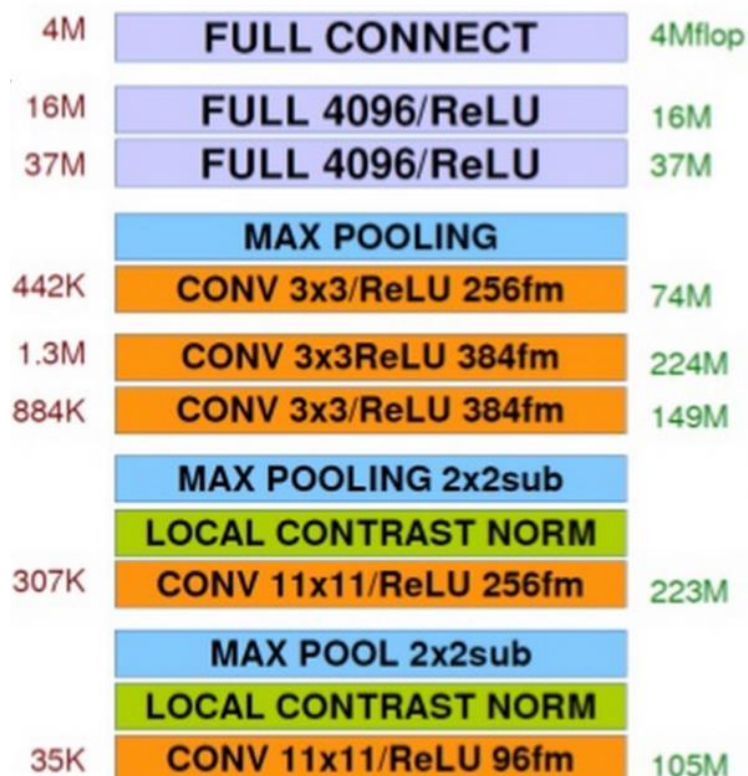 4M FULL CONNECT 4Mflop
16M FULL 4096/ReLU 16M
37M FULL 4096/ReLU 37M
MAX POOLING
442K CONV 3x3/ReLU 256fm 74M
1.3M CONV 3x3ReLU 384fm 224M
884K CONV 3x3/ReLU 384fm 149M
MAX POOLING 2x2sub
LOCAL CONTRAST NORM
307K CONV 11x11/ReLU 256fm 223M
MAX POOL 2x2sub
LOCAL CONTRAST NORM
35K CONV 11x11/ReLU 96fm 105M